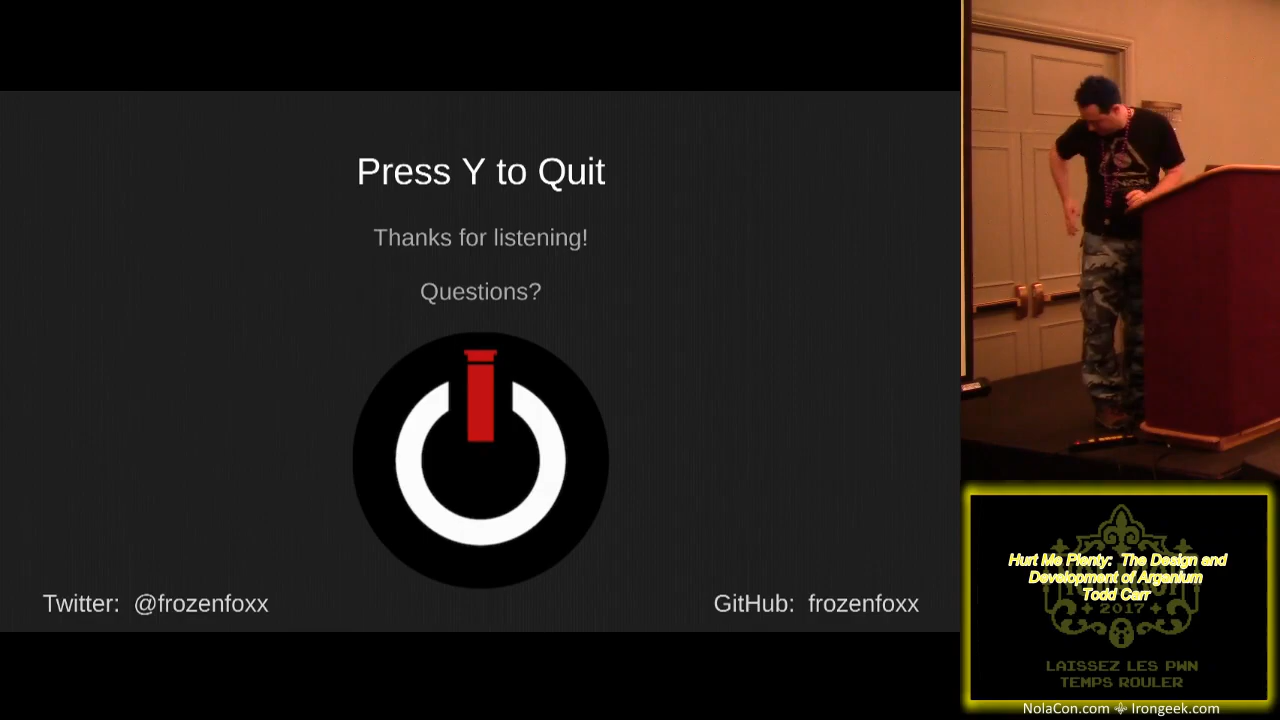 Press Y to Quit
Thanks for listening!
Questions?
Twitter: @frozenfoxx
GitHub: frozenfoxx
Hurt Me Plenty: The Design and
Development of Arganium
Todd Carr
2017
LAISSEZ LES PWN
TEMPS ROULER
NolaCon.com ⚜ Irongeek.com